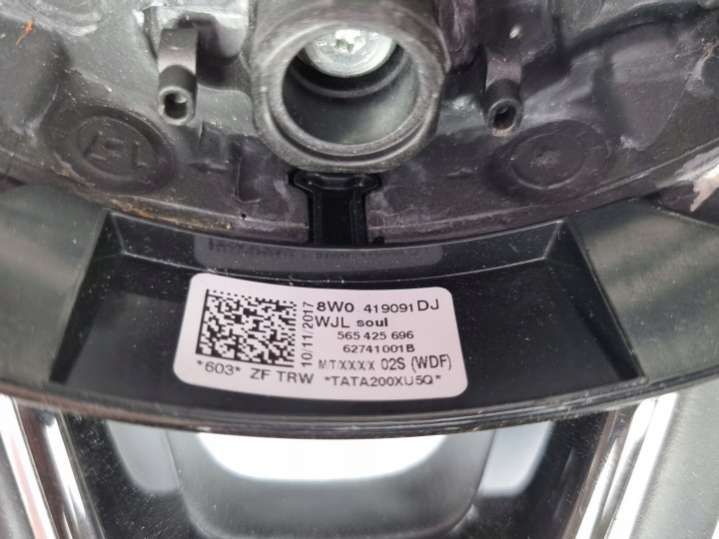 8W0 419091 DJ
WJL soul
565 425 696
62741001B
MTXXXX 02S (WDF)
*603* ZF TRW *TATA200XU5Q*
10/11/2017